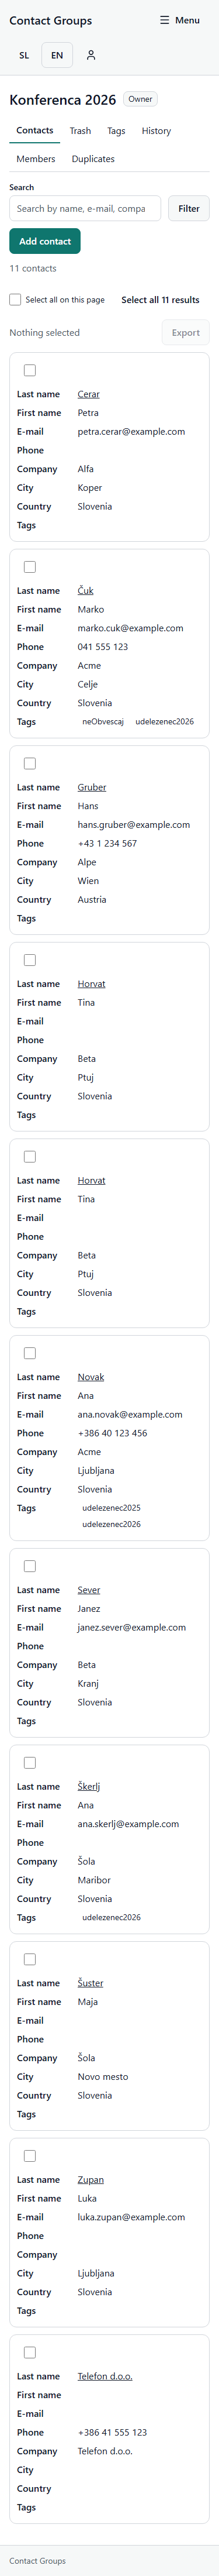 Contact Groups
Menu
SL
EN
Konferenca 2026
Owner
Contacts Trash Tags History
Members Duplicates
Search
Search by name, e-mail, compa
Filter
Add contact
11 contacts
Select all on this page
Select all 11 results
Nothing selected
Export
Last name Cerar
First name Petra
E-mail petra.cerar@example.com
Phone
Company Alfa
City Koper
Country Slovenia
Tags
Last name Čuk
First name Marko
E-mail marko.cuk@example.com
Phone 041 555 123
Company Acme
City Celje
Country Slovenia
Tags neObvescaj udelezenec2026
Last name Gruber
First name Hans
E-mail hans.gruber@example.com
Phone +43 1 234 567
Company Alpe
City Wien
Country Austria
Tags
Last name Horvat
First name Tina
E-mail
Phone
Company Beta
City Ptuj
Country Slovenia
Tags
Last name Horvat
First name Tina
E-mail
Phone
Company Beta
City Ptuj
Country Slovenia
Tags
Last name Novak
First name Ana
E-mail ana.novak@example.com
Phone +386 40 123 456
Company Acme
City Ljubljana
Country Slovenia
Tags udelezenec2025
udelezenec2026
Last name Sever
First name Janez
E-mail janez.sever@example.com
Phone
Company Beta
City Kranj
Country Slovenia
Tags
Last name Škerlj
First name Ana
E-mail ana.skerlj@example.com
Phone
Company Šola
City Maribor
Country Slovenia
Tags udelezenec2026
Last name Šuster
First name Maja
E-mail
Phone
Company Šola
City Novo mesto
Country Slovenia
Tags
Last name Zupan
First name Luka
E-mail luka.zupan@example.com
Phone
Company
City Ljubljana
Country Slovenia
Tags
Last name Telefon d.o.o.
First name
E-mail
Phone +386 41 555 123
Company Telefon d.o.o.
City
Country
Tags
Contact Groups